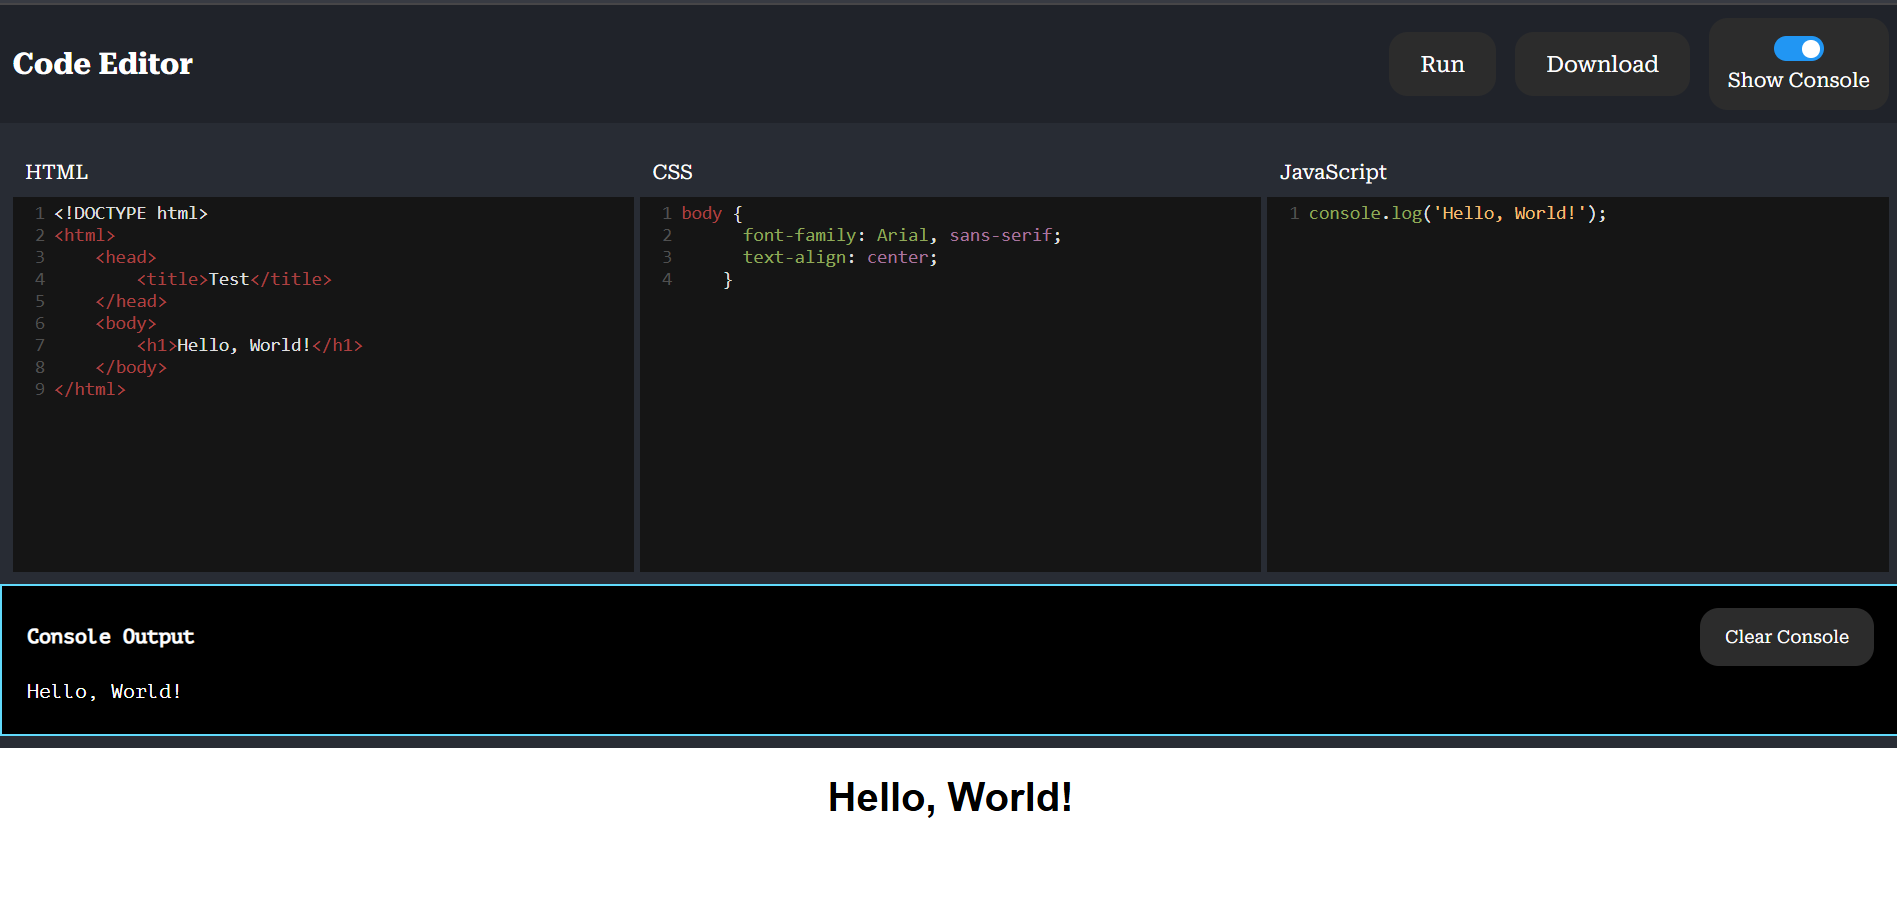 Code Editor
Run
Download
Show Console
HTML
1 <!DOCTYPE html>
2 <html>
3     <head>
4         <title>Test</title>
5     </head>
6     <body>
7         <h1>Hello, World!</h1>
8     </body>
9 </html>
CSS
1 body {
2       font-family: Arial, sans-serif;
3       text-align: center;
4     }
JavaScript
1 console.log('Hello, World!');
Console Output
Clear Console
Hello, World!
Hello, World!